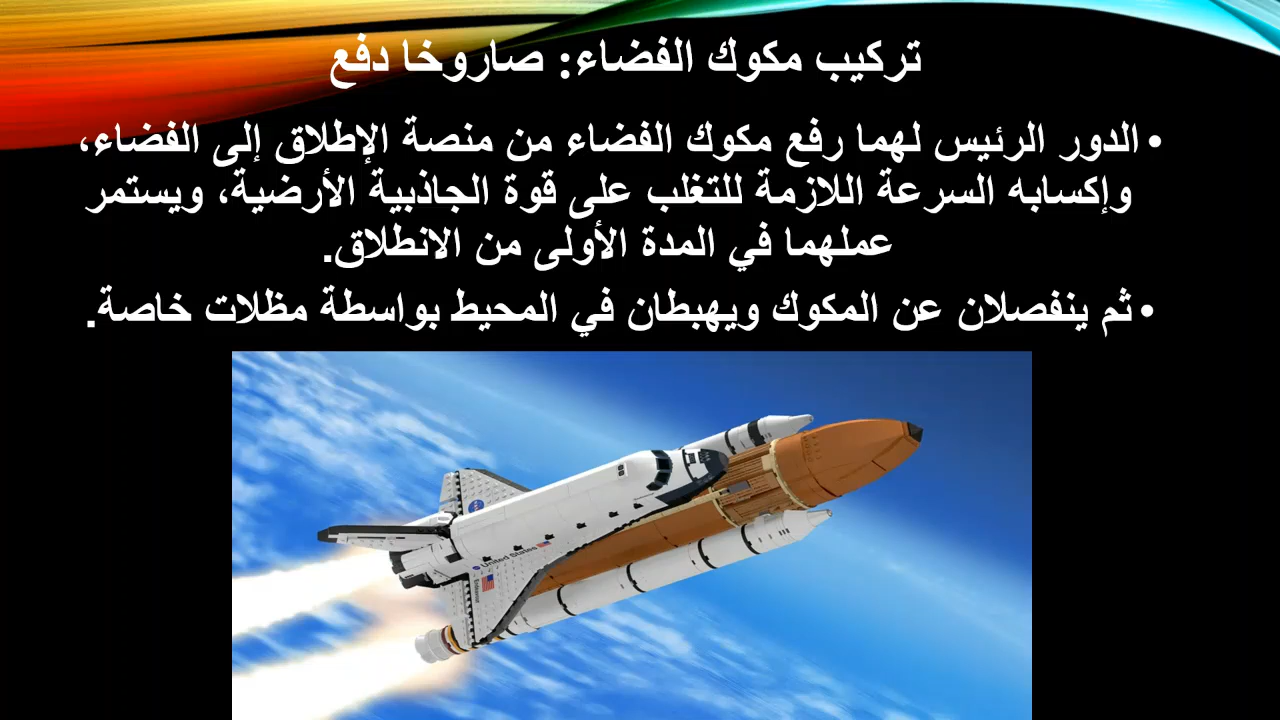 تركيب مكوك الفضاء: صاروخا دفع
• الدور الرئيس لهما رفع مكوك الفضاء من منصة الإطلاق إلى الفضاء،
وإكسابه السرعة اللازمة للتغلب على قوة الجاذبية الأرضية، ويستمر
عملهما في المدة الأولى من الانطلاق.
• ثم ينفصلان عن المكوك ويهبطان في المحيط بواسطة مظلات خاصة.
United States